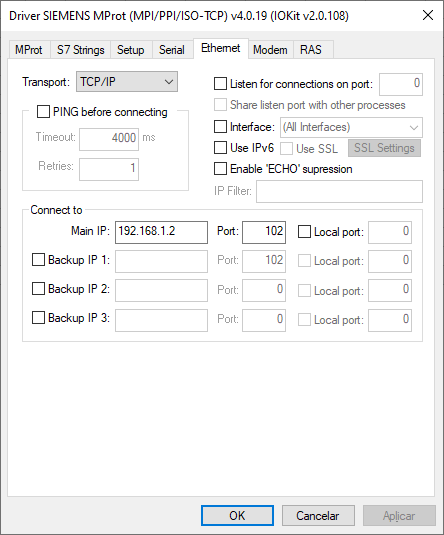 Driver SIEMENS MProt (MPI/PPI/ISO-TCP) v4.0.19 (IOKit v2.0.108)
MProt S7 Strings Setup Serial Ethernet Modem RAS
Transport: TCP/IP
Listen for connections on port: 0
Share listen port with other processes
PING before connecting
Interface: (All Interfaces)
Timeout: 4000 ms
Use IPv6 Use SSL SSL Settings
Retries: 1
Enable 'ECHO' supression
IP Filter:
Connect to
Main IP: 192.168.1.2 Port: 102 Local port: 0
Backup IP 1: Port: 102 Local port: 0
Backup IP 2: Port: 0 Local port: 0
Backup IP 3: Port: 0 Local port: 0
OK Cancelar Aplicar